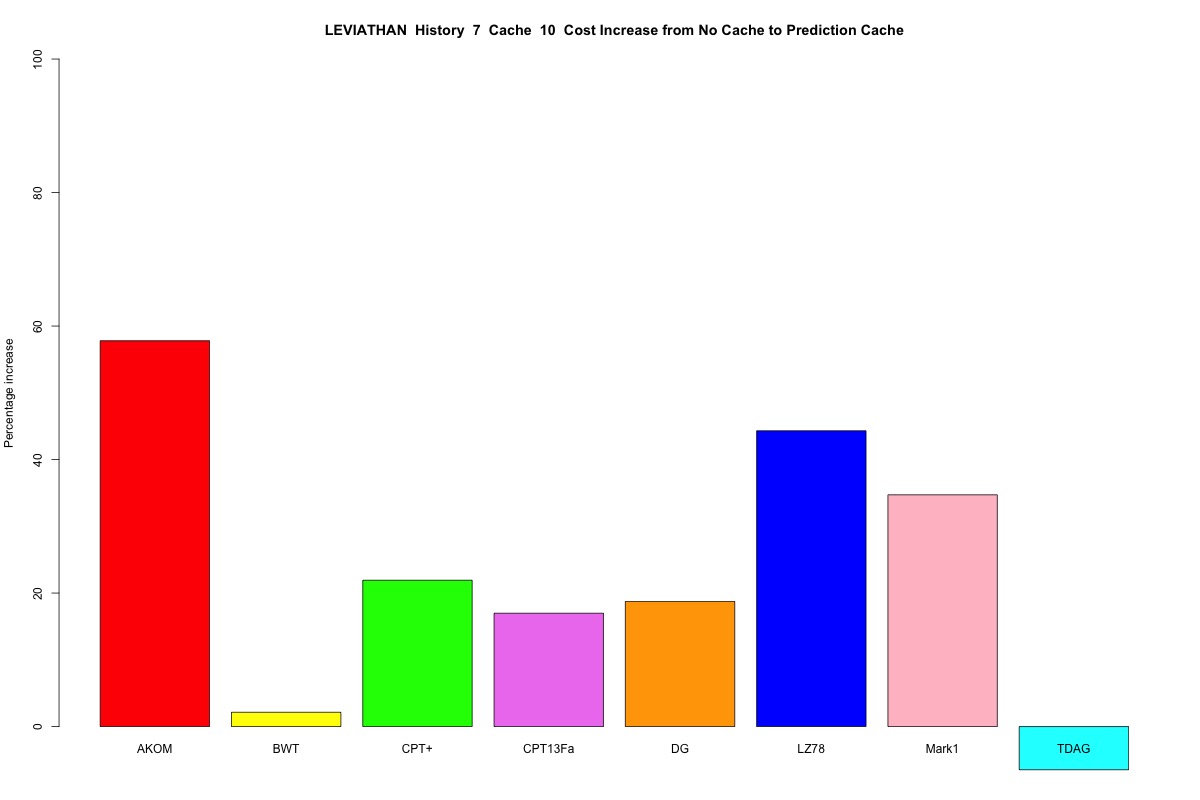 LEVIATHAN  History  7  Cache  10  Cost Increase from No Cache to Prediction Cache
100
80
60
40
20
0
Percentage increase
AKOM BWT CPT+ CPT13Fa DG LZ78 Mark1 TDAG